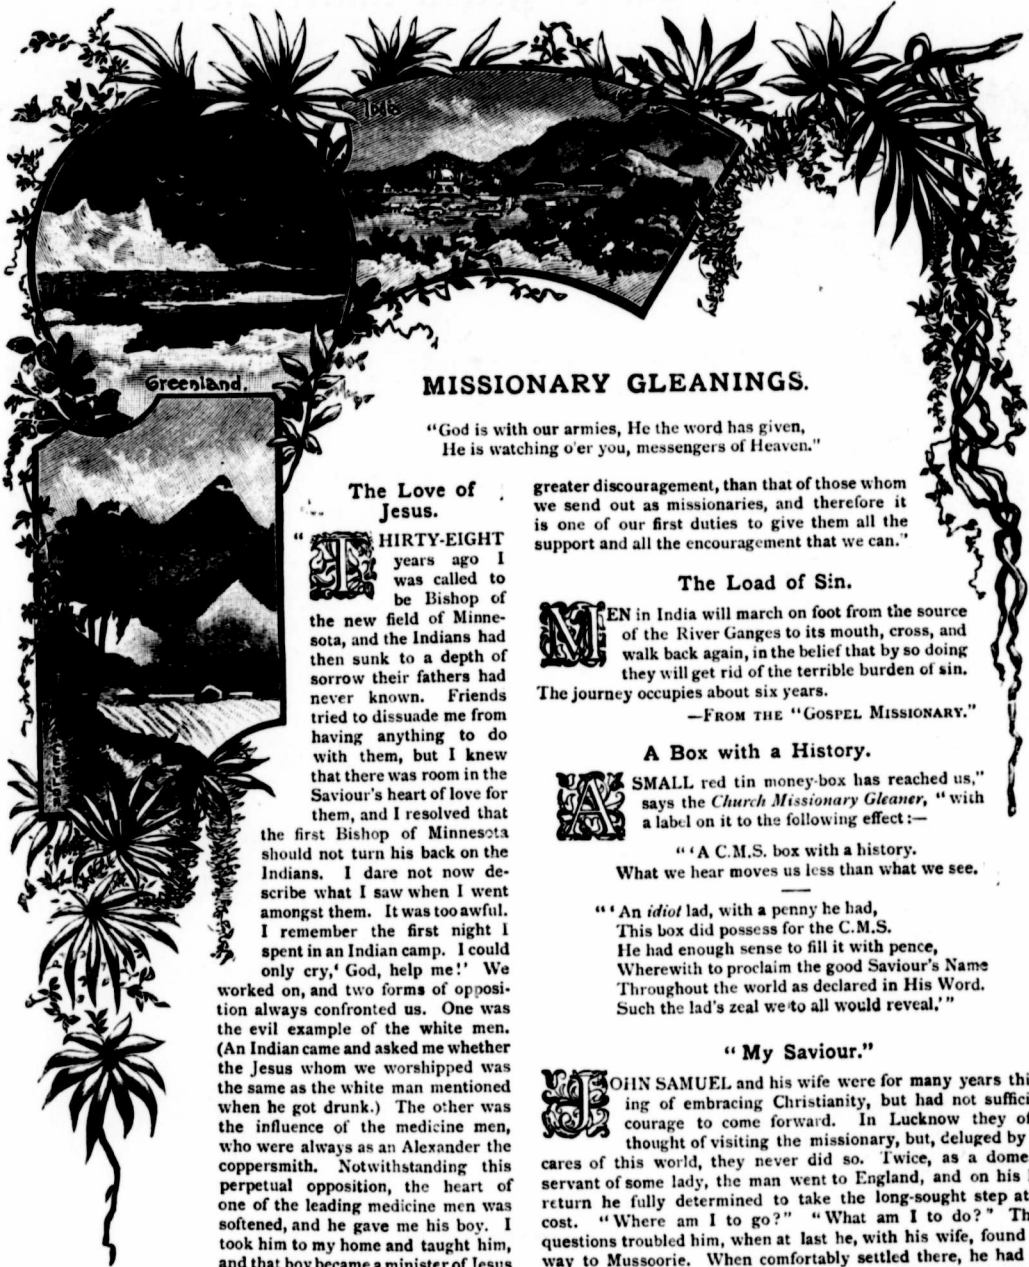 Greenland.
MISSIONARY GLEANINGS.
"God is with our armies, He the word has given,
He is watching o'er you, messengers of Heaven."
The Love of
Jesus.
"THIRTY-EIGHT
years ago I
was called to
be Bishop of
the new field of Minne-
sota, and the Indians had
then sunk to a depth of
sorrow their fathers had
never known. Friends
tried to dissuade me from
having anything to do
with them, but I knew
that there was room in the
Saviour's heart of love for
them, and I resolved that
the first Bishop of Minnesota
should not turn his back on the
Indians. I dare not now de-
scribe what I saw when I went
amongst them. It was too awful.
I remember the first night I
spent in an Indian camp. I could
only cry,' God, help me!' We
worked on, and two forms of opposi-
tion always confronted us. One was
the evil example of the white men.
(An Indian came and asked me whether
the Jesus whom we worshipped was
the same as the white man mentioned
when he got drunk.) The other was
the influence of the medicine men,
who were always as an Alexander the
coppersmith. Notwithstanding this
perpetual opposition, the heart of
one of the leading medicine men was
softened, and he gave me his boy. I
took him to my home and taught him,
and that boy became a minister of Jesus
greater discouragement, than that of those whom
we send out as missionaries, and therefore it
is one of our first duties to give them all the
support and all the encouragement that we can."
The Load of Sin.
MEN in India will march on foot from the source
of the River Ganges to its mouth, cross, and
walk back again, in the belief that by so doing
they will get rid of the terrible burden of sin.
The journey occupies about six years.
—FROM THE "GOSPEL MISSIONARY."
A Box with a History.
A SMALL red tin money-box has reached us,"
says the Church Missionary Gleaner, "with
a label on it to the following effect:—
"'A C.M.S. box with a history.
What we hear moves us less than what we see.
"'An idiot lad, with a penny he had,
This box did possess for the C.M.S.
He had enough sense to fill it with pence,
Wherewith to proclaim the good Saviour's Name
Throughout the world as declared in His Word.
Such the lad's zeal we to all would reveal.'"
"My Saviour."
JOHN SAMUEL and his wife were for many years thi
ing of embracing Christianity, but had not suffici
courage to come forward. In Lucknow they of
thought of visiting the missionary, but, deluged by
cares of this world, they never did so. Twice, as a dome
servant of some lady, the man went to England, and on his
return he fully determined to take the long-sought step at
cost. "Where am I to go?" "What am I to do?" Th
questions troubled him, when at last he, with his wife, found
way to Mussoorie. When comfortably settled there, he had